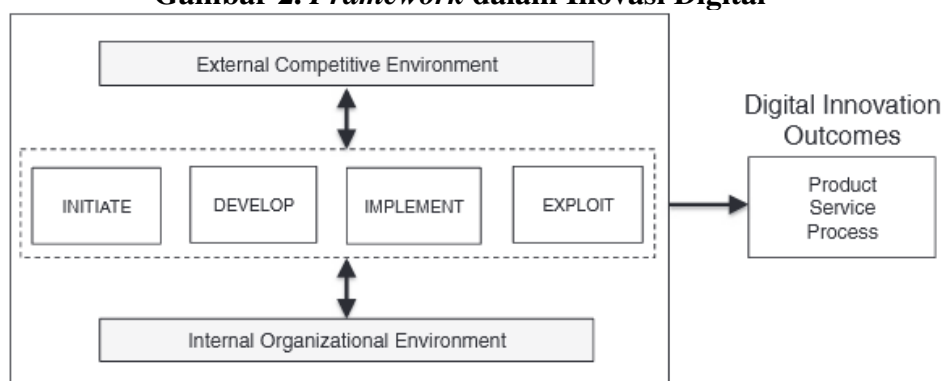 Gambar 2. Framework dalam Inovasi Digital
External Competitive Environment
INITIATE
DEVELOP
IMPLEMENT
EXPLOIT
Internal Organizational Environment
Digital Innovation
Outcomes
Product
Service
Process